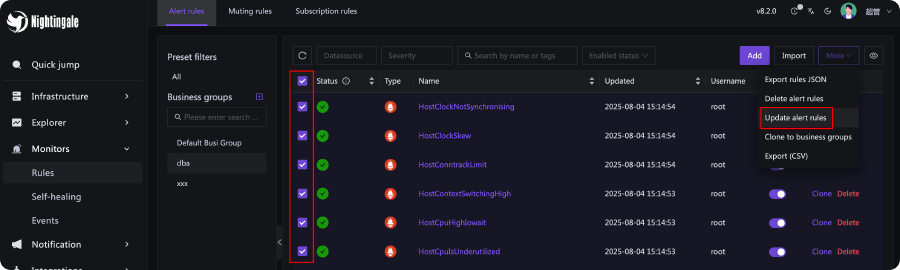 Nightingale
Alert rules
Muting rules
Subscription rules
v8.2.0
超管
Quick jump
Infrastructure
Explorer
Monitors
Rules
Self-healing
Events
Notification
Integrations
Preset filters
All
Business groups
Please enter search ...
Default Busi Group
dba
xxx
Datasource
Severity
Search by name or tags
Enabled status
Add
Import
More
Status Type Name Updated Username
HostClockNotSynchronising 2025-08-04 15:14:54 root
HostClockSkew 2025-08-04 15:14:54 root
HostConntrackLimit 2025-08-04 15:14:54 root
HostContextSwitchingHigh 2025-08-04 15:14:53 root Clone Delete
HostCpuHighIowait 2025-08-04 15:14:53 root Clone Delete
HostCpuIsUnderutilized 2025-08-04 15:14:53 root Clone Delete
Export rules JSON
Delete alert rules
Update alert rules
Clone to business groups
Export (CSV)